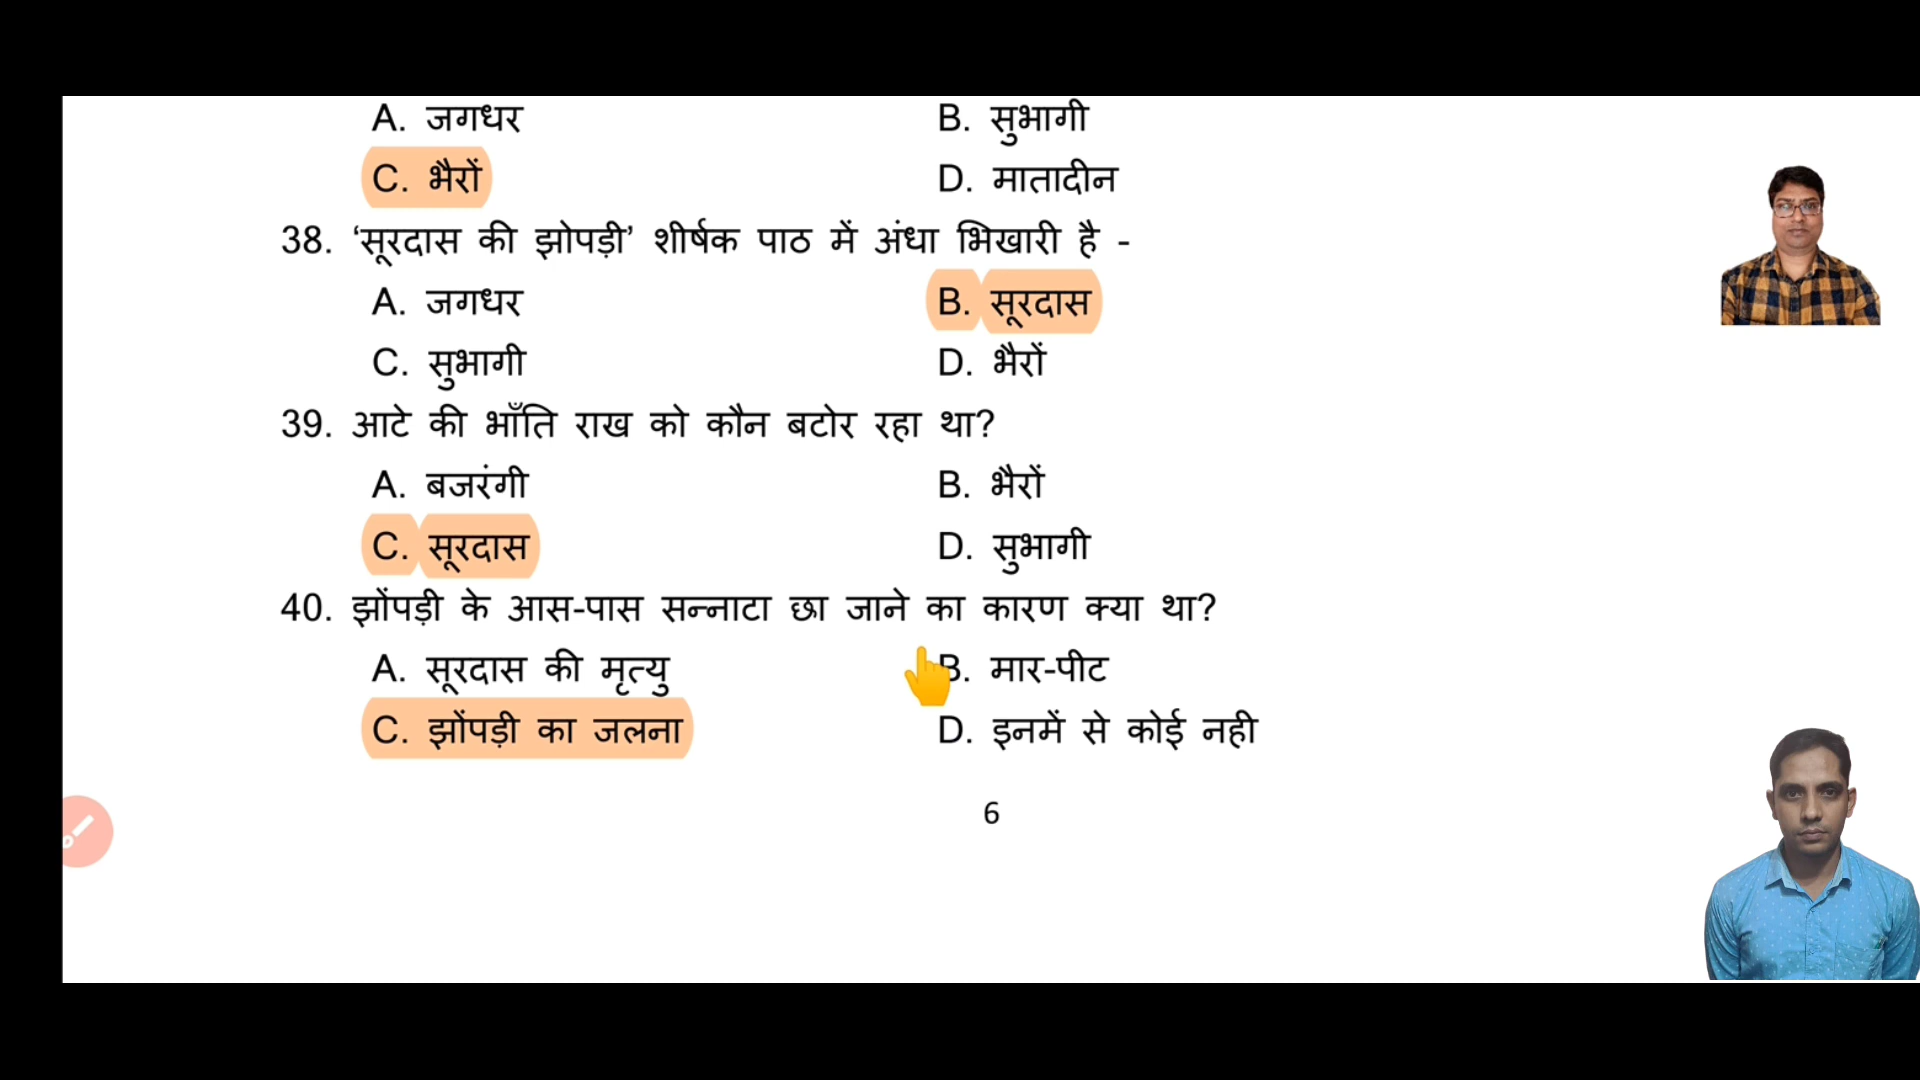 A. जगधर B. सुभागी
C. भैरों D. मातादीन
38. ‘सूरदास की झोपड़ी’ शीर्षक पाठ में अंधा भिखारी है -
A. जगधर B. सूरदास
C. सुभागी D. भैरों
39. आटे की भाँति राख को कौन बटोर रहा था?
A. बजरंगी B. भैरों
C. सूरदास D. सुभागी
40. झोंपड़ी के आस-पास सन्नाटा छा जाने का कारण क्या था?
A. सूरदास की मृत्यु B. मार-पीट
C. झोंपड़ी का जलना D. इनमें से कोई नही
6